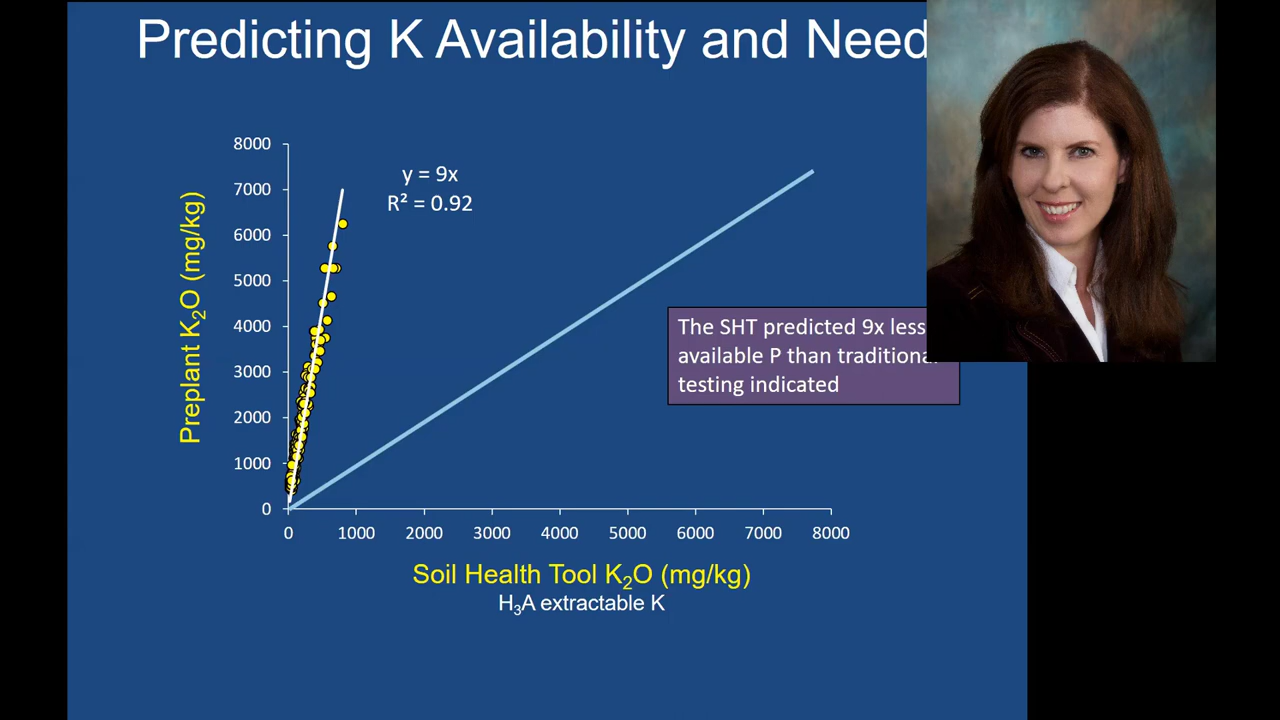 Predicting K Availability and Need
8000
7000
6000
5000
4000
3000
2000
1000
0
Preplant K₂O (mg/kg)
y = 9x
R² = 0.92
The SHT predicted 9x less
available P than traditional
testing indicated
0 1000 2000 3000 4000 5000 6000 7000 8000
Soil Health Tool K₂O (mg/kg)
H₃A extractable K